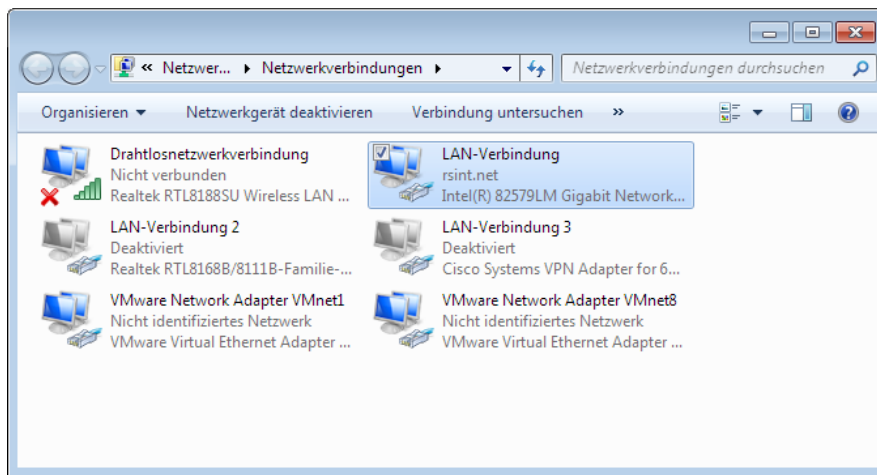 « Netzwer... Netzwerkverbindungen Netzwerkverbindungen durchsuchen
Organisieren Netzwerkgerät deaktivieren Verbindung untersuchen »
Drahtlosnetzwerkverbindung
Nicht verbunden
Realtek RTL8188SU Wireless LAN ...
LAN-Verbindung
rsint.net
Intel(R) 82579LM Gigabit Network...
LAN-Verbindung 2
Deaktiviert
Realtek RTL8168B/8111B-Familie-...
LAN-Verbindung 3
Deaktiviert
Cisco Systems VPN Adapter for 6...
VMware Network Adapter VMnet1
Nicht identifiziertes Netzwerk
VMware Virtual Ethernet Adapter ...
VMware Network Adapter VMnet8
Nicht identifiziertes Netzwerk
VMware Virtual Ethernet Adapter ...